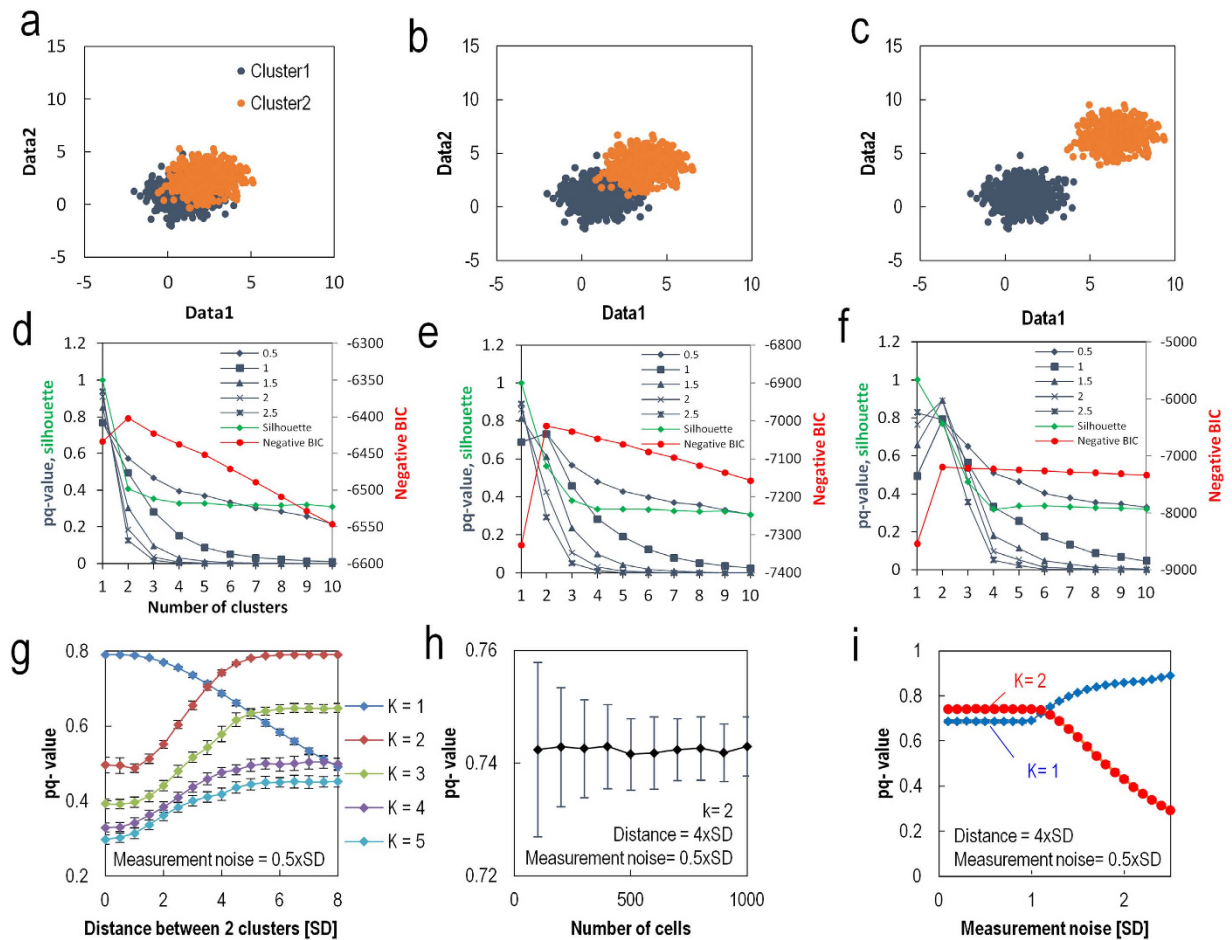 a
15
10
5
0
-5
-5 0 5 10
Data2
Data1
Cluster1
Cluster2
b
15
10
5
0
-5
-5 0 5 10
Data2
Data1
c
15
10
5
0
-5
-5 0 5 10
Data2
Data1
d
1.2
1
0.8
0.6
0.4
0.2
0
pq-value, silhouette
1 2 3 4 5 6 7 8 9 10
Number of clusters
-6300
-6350
-6400
-6450
-6500
-6550
-6600
Negative BIC
0.5
1
1.5
2
2.5
Silhouette
Negative BIC
e
1.2
1
0.8
0.6
0.4
0.2
0
pq-value, silhouette
1 2 3 4 5 6 7 8 9 10
-6800
-6900
-7000
-7100
-7200
-7300
-7400
Negative BIC
0.5
1
1.5
2
2.5
Silhouette
Negative BIC
f
1.2
1
0.8
0.6
0.4
0.2
0
pq-value, silhouette
1 2 3 4 5 6 7 8 9 10
-5000
-6000
-7000
-8000
-9000
Negative BIC
0.5
1
1.5
2
2.5
Silhouette
Negative BIC
g
0.8
0.6
0.4
0.2
pq- value
0 2 4 6 8
Distance between 2 clusters [SD]
Measurement noise = 0.5xSD
K = 1
K = 2
K = 3
K = 4
K = 5
h
0.76
0.74
0.72
pq- value
0 500 1000
Number of cells
k= 2
Distance = 4xSD
Measurement noise= 0.5xSD
i
1
0.8
0.6
0.4
0.2
0
pq- value
0 1 2
Measurement noise [SD]
K= 2
K= 1
Distance = 4xSD
Measurement noise= 0.5xSD